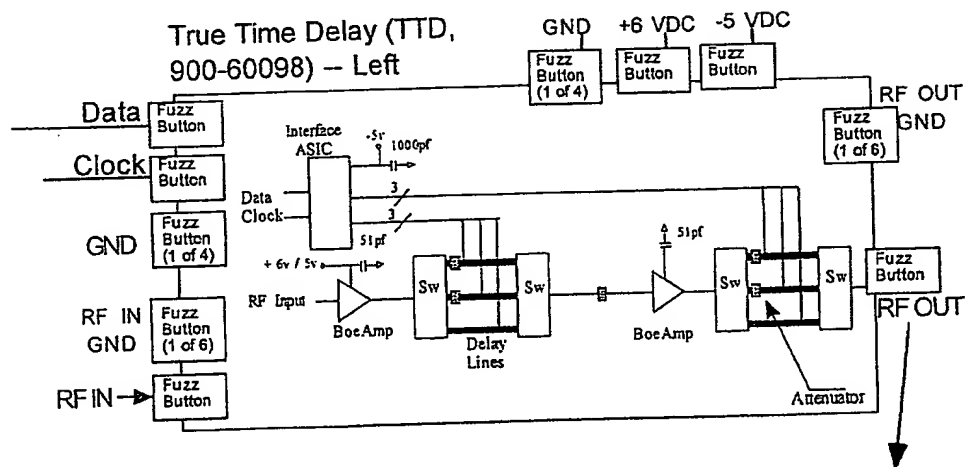 True Time Delay (TTD,
900-60098) – Left
GND
+6 VDC
-5 VDC
Fuzz
Button
(1 of 4)
Fuzz
Button
Fuzz
Button
RF OUT
GND
Fuzz
Button
(1 of 6)
Data
Fuzz
Button
Clock
Fuzz
Button
GND
Fuzz
Button
(1 of 4)
RF IN
GND
Fuzz
Button
(1 of 6)
RF IN
Fuzz
Button
Interface
ASIC
-5v
1000pf
Data
Clock
3
3
51pf
+ 6v / 5v
RF Input
BoeAmp
Sw
Sw
Delay
Lines
51pf
BoeAmp
Sw
Sw
Attenuator
Fuzz
Button
RF OUT